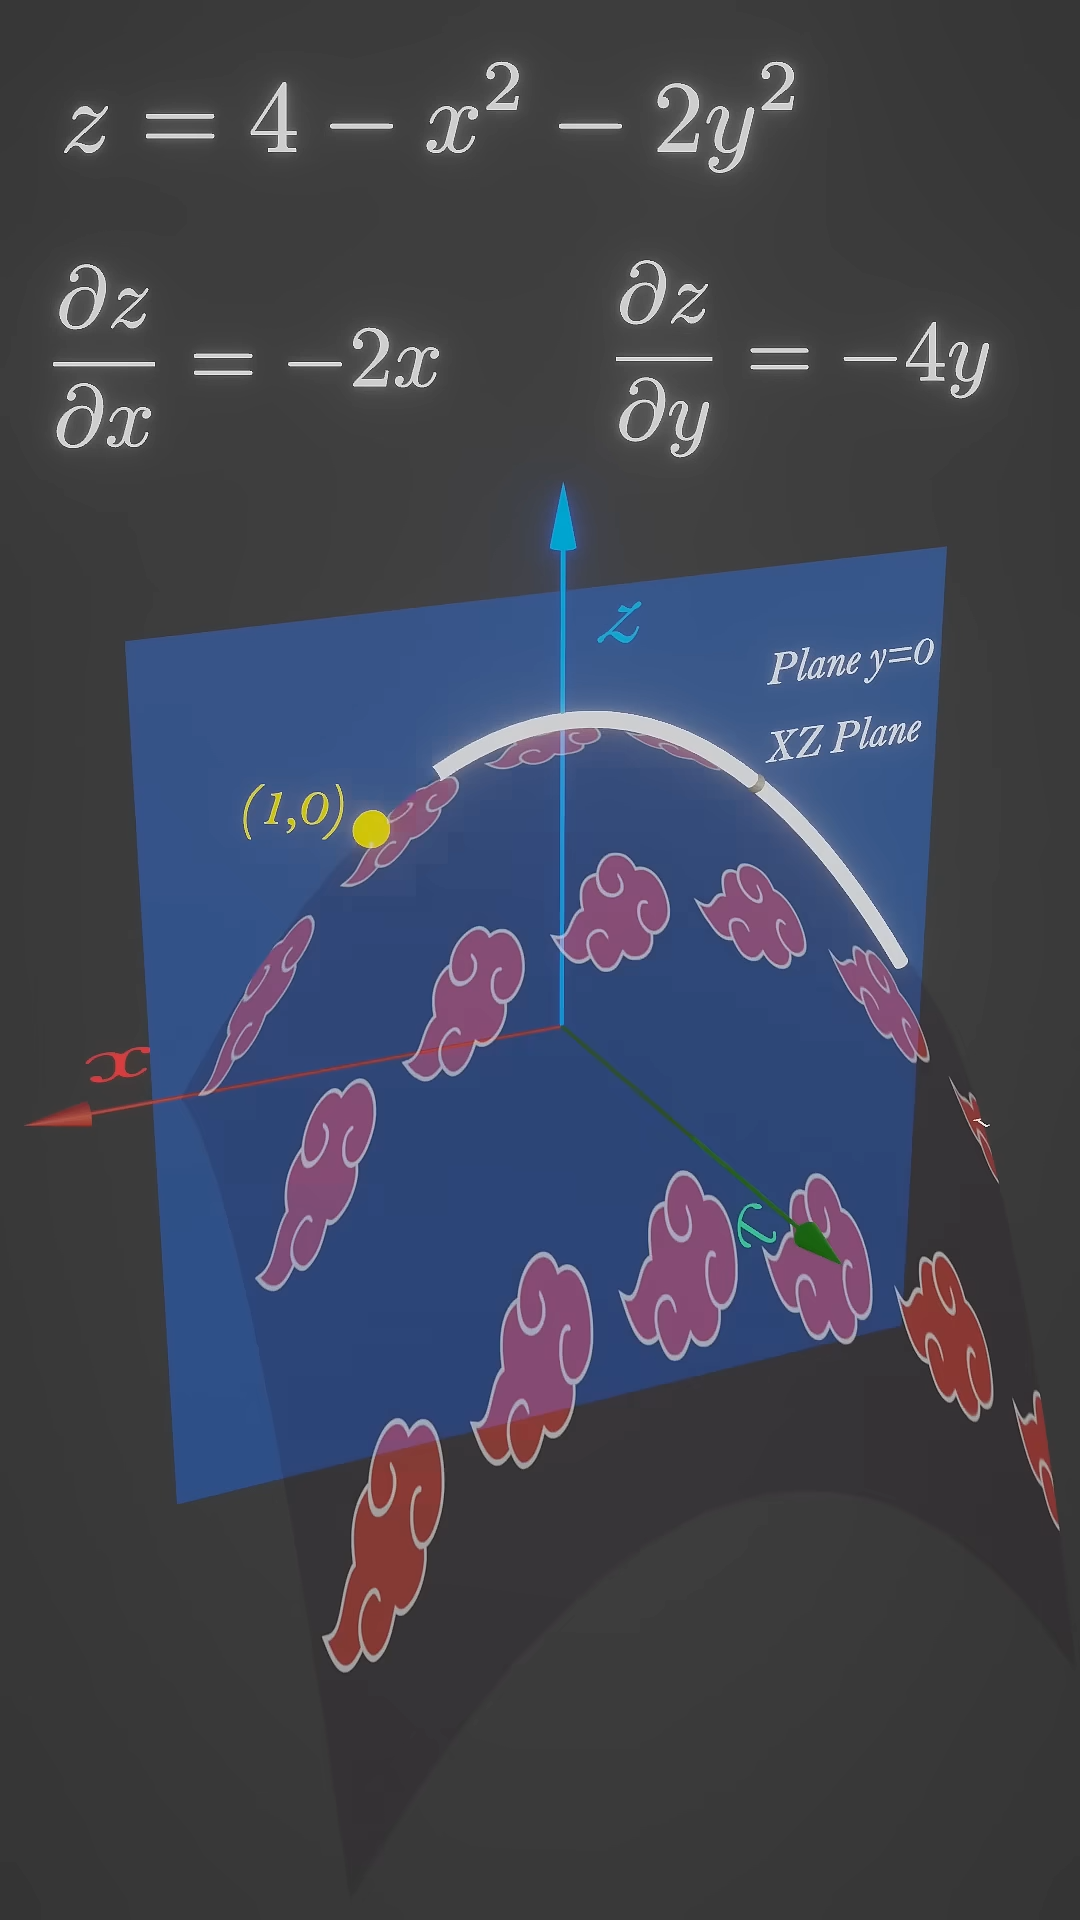 z = 4 − x² − 2y²
∂z/∂x = −2x
∂z/∂y = −4y
z
Plane y=0
XZ Plane
(1,0)
x
y